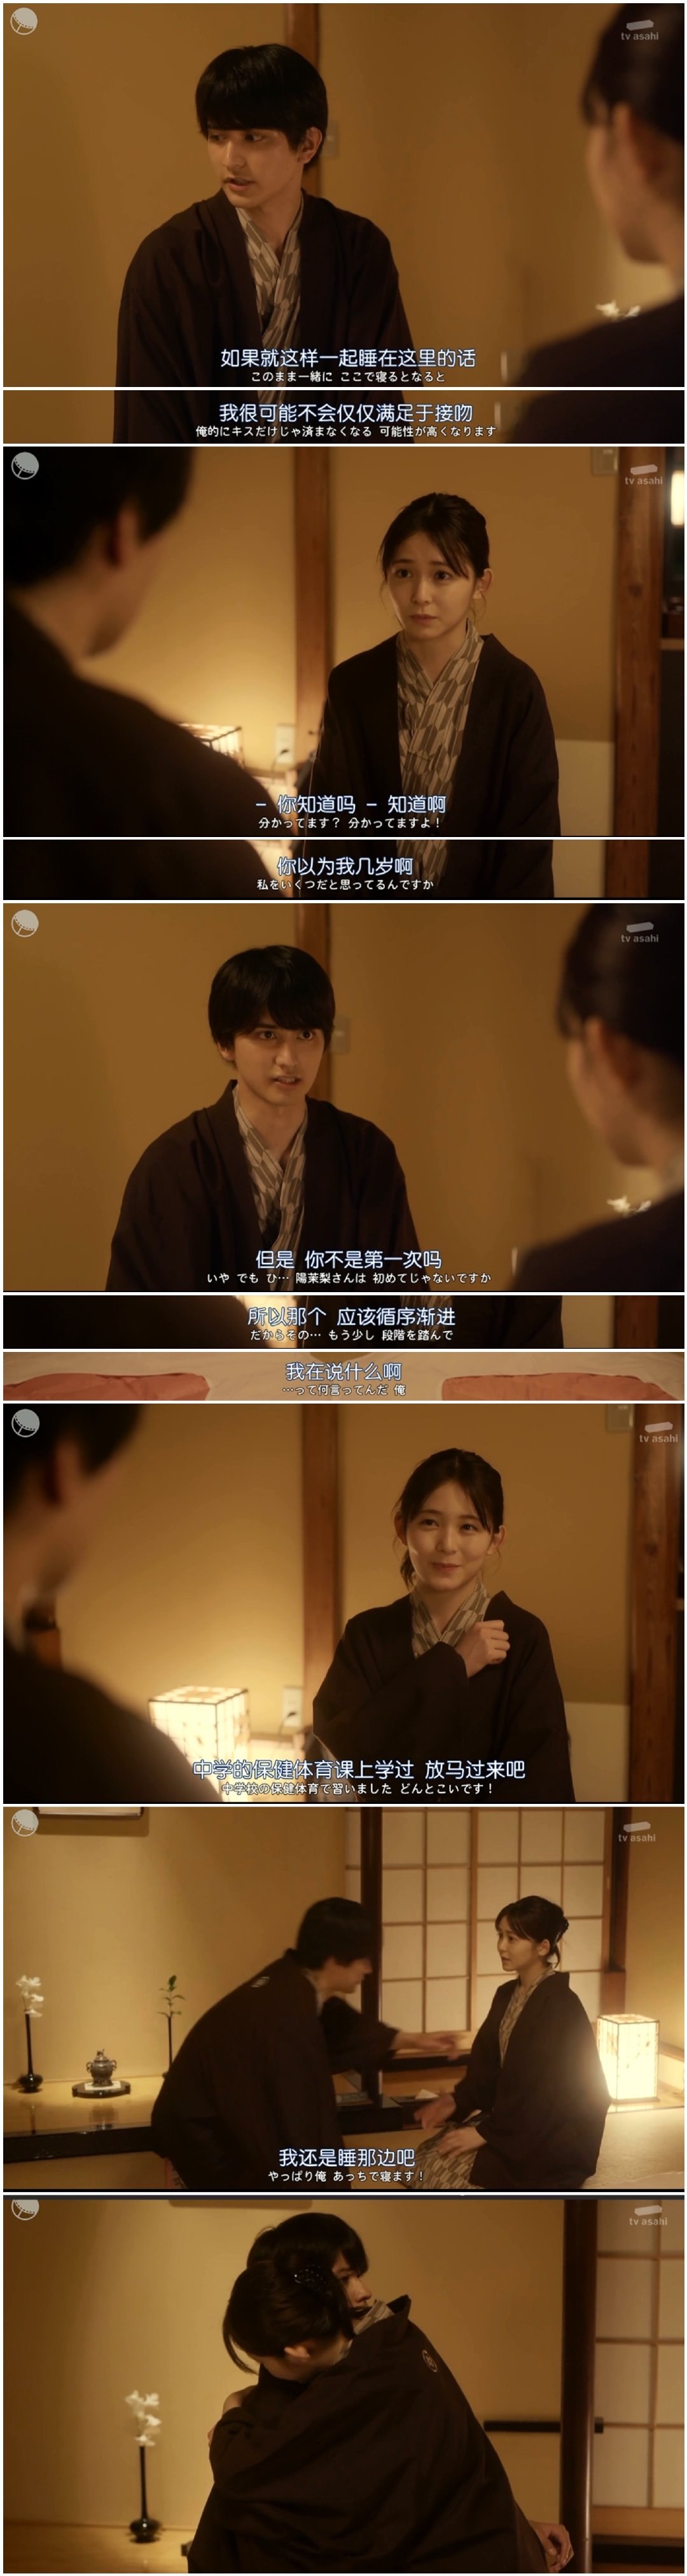 tv asahi
如果就这样一起睡在这里的话
このまま一緒に ここで寝るとなると
我很可能不会仅仅满足于接吻
俺的にキスだけじゃ済まなくなる 可能性が高くなります
tv asahi
- 你知道吗 - 知道啊
分かってます？ 分かってますよ！
你以为我几岁啊
私をいくつだと思ってるんですか
tv asahi
但是 你不是第一次吗
いや でも ひ… 陽茉梨さんは 初めてじゃないですか
所以那个 应该循序渐进
だからその… もう少し 段階を踏んで
我在说什么啊
…って何言ってんだ 俺
tv asahi
中学的保健体育课上学过 放马过来吧
中学校の保健体育で習いました どんとこいです！
tv asahi
我还是睡那边吧
やっぱり俺 あっちで寝ます！
tv asahi